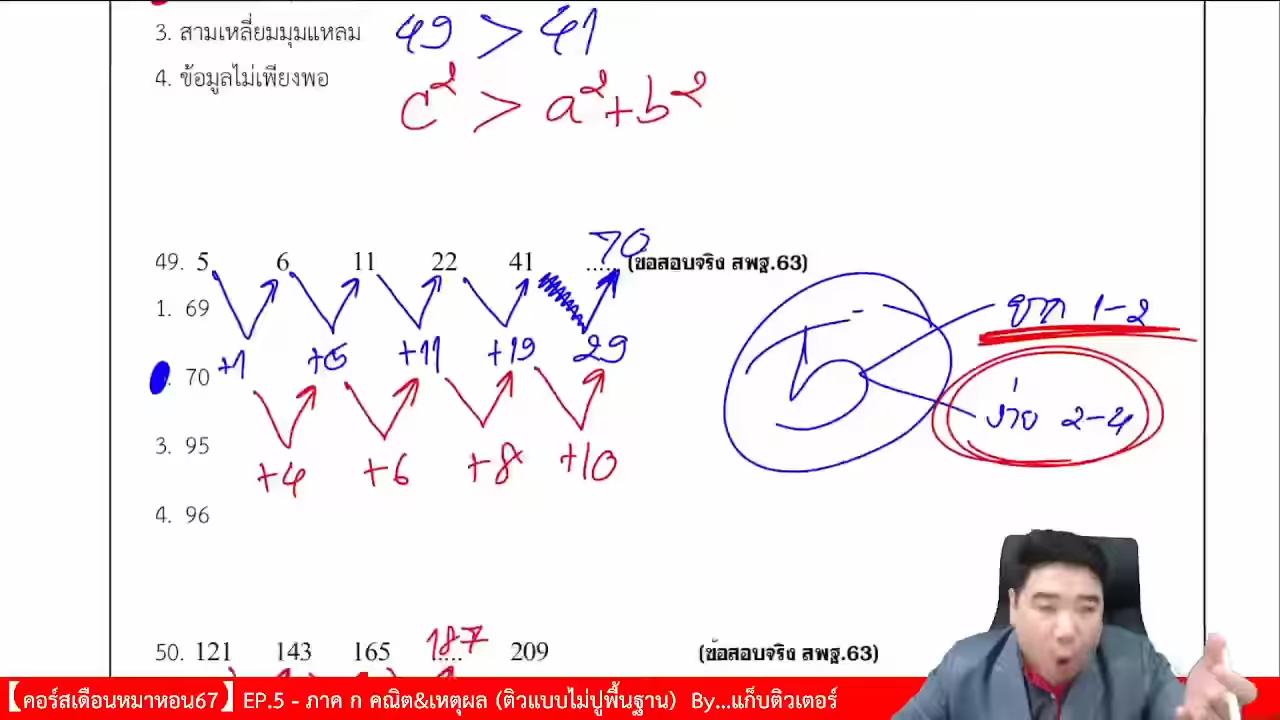 3. สามเหลี่ยมมุมแหลม 49 > 41
4. ข้อมูลไม่เพียงพอ
c² > a²+b²
70
49. 5 6 11 22 41 ..... (ข้อสอบจริง สพฐ.63)
1. 69
ยาก 1-2
+1 +5 +11 +19 29
70
5
ง่าย 2-4
3. 95
+4 +6 +8 +10
4. 96
187
50. 121 143 165 ..... 209 (ข้อสอบจริง สพฐ.63)
【คอร์สเดือนหมาหอน67】 EP.5 - ภาค ก คณิต&เหตุผล (ติวแบบไม่ปูพื้นฐาน) By...แก็บติวเตอร์